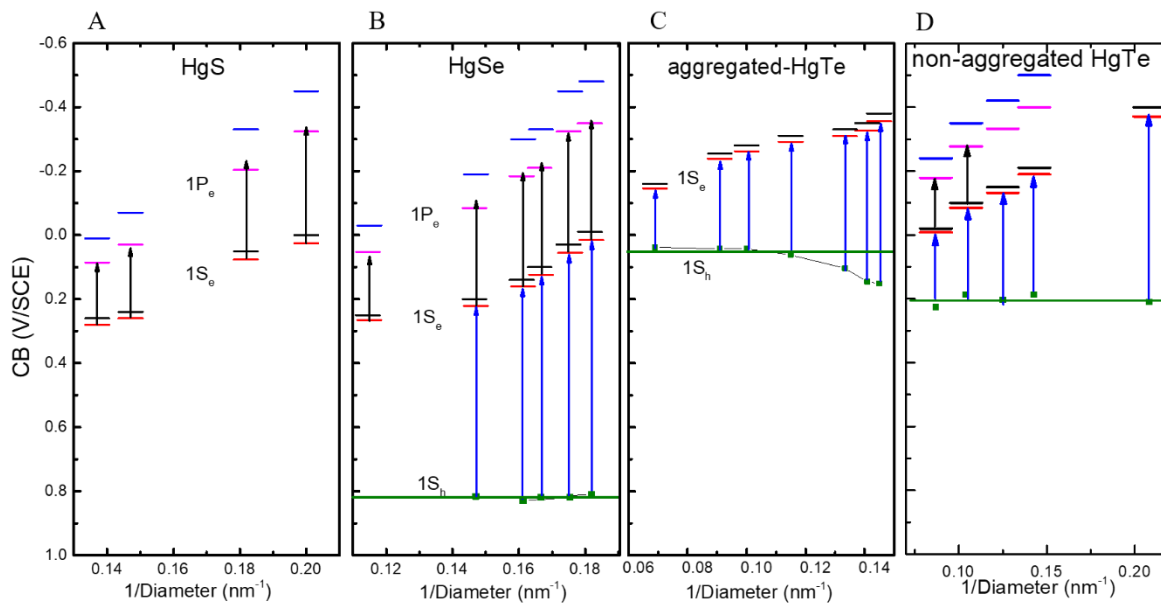 A B C D
HgS HgSe aggregated-HgTe non-aggregated HgTe
-0.6
-0.4
-0.2
0.0
0.2
0.4
0.6
0.8
1.0
CB (V/SCE)
1Pe
1Se
1Pe
1Se
1Sh
1Se
1Sh
0.14 0.16 0.18 0.20
0.12 0.14 0.16 0.18
0.06 0.08 0.10 0.12 0.14
0.10 0.15 0.20
1/Diameter (nm⁻¹) 1/Diameter (nm⁻¹) 1/Diameter (nm⁻¹) 1/Diameter (nm⁻¹)